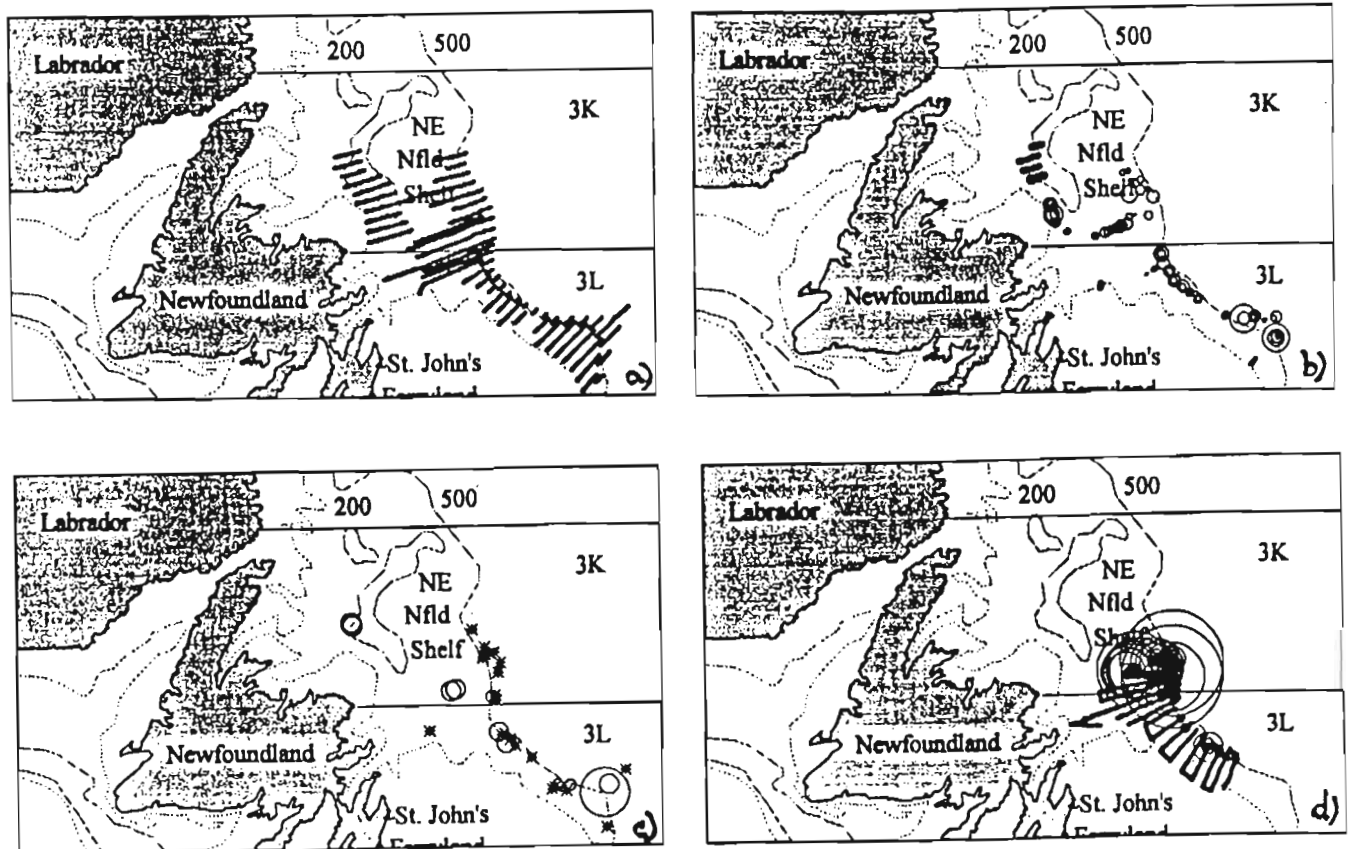 200 500
Labrador
3K
NE
Nfld
Shelf
3L
Newfoundland
St. John's
a)
200 500
Labrador
3K
NE
Nfld
Shelf
3L
Newfoundland
St. John's
b)
200 500
Labrador
3K
NE
Nfld
Shelf
3L
Newfoundland
St. John's
c)
200 500
Labrador
3K
NE
Nfld
Shelf
3L
Newfoundland
St. John's
d)